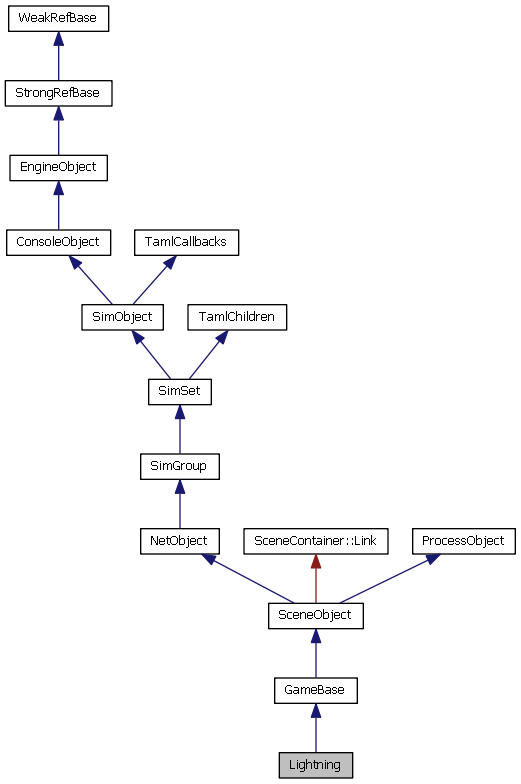 WeakRefBase
StrongRefBase
EngineObject
ConsoleObject
TamlCallbacks
SimObject
TamlChildren
SimSet
SimGroup
NetObject
SceneContainer::Link
ProcessObject
SceneObject
GameBase
Lightning